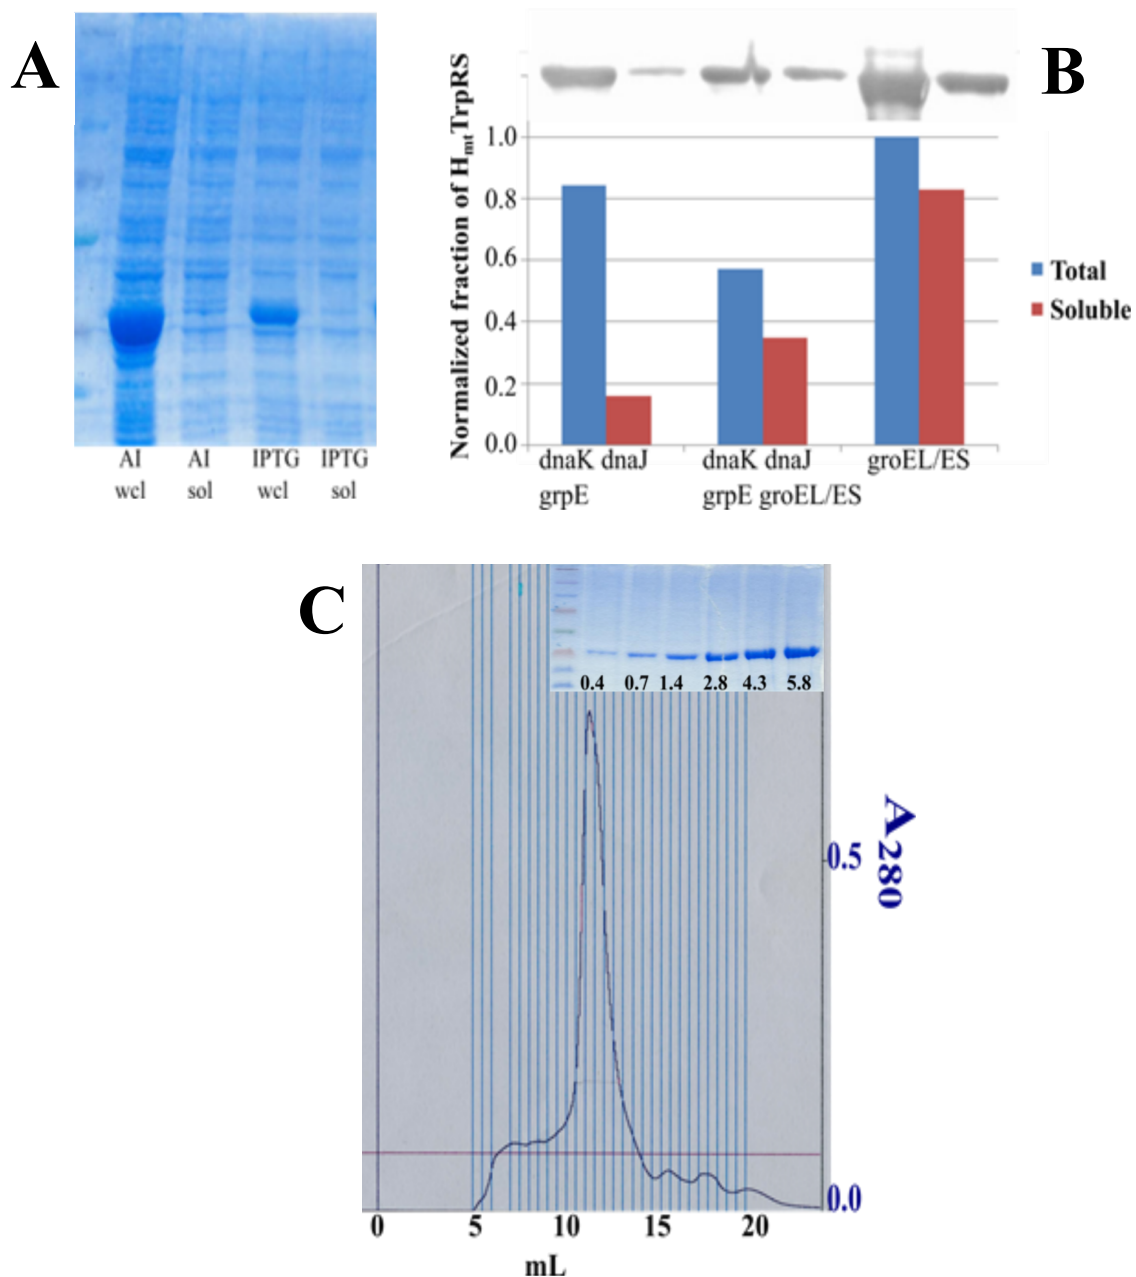 A
AI AI IPTG IPTG
wcl sol wcl sol
B
Normalized fraction of HmtTrpRS
1.0
0.8
0.6
0.4
0.2
0.0
dnaK dnaJ
grpE
dnaK dnaJ
grpE groEL/ES
groEL/ES
Total
Soluble
C
0.4 0.7 1.4 2.8 4.3 5.8
A280
0.5
0.0
0 5 10 15 20
mL